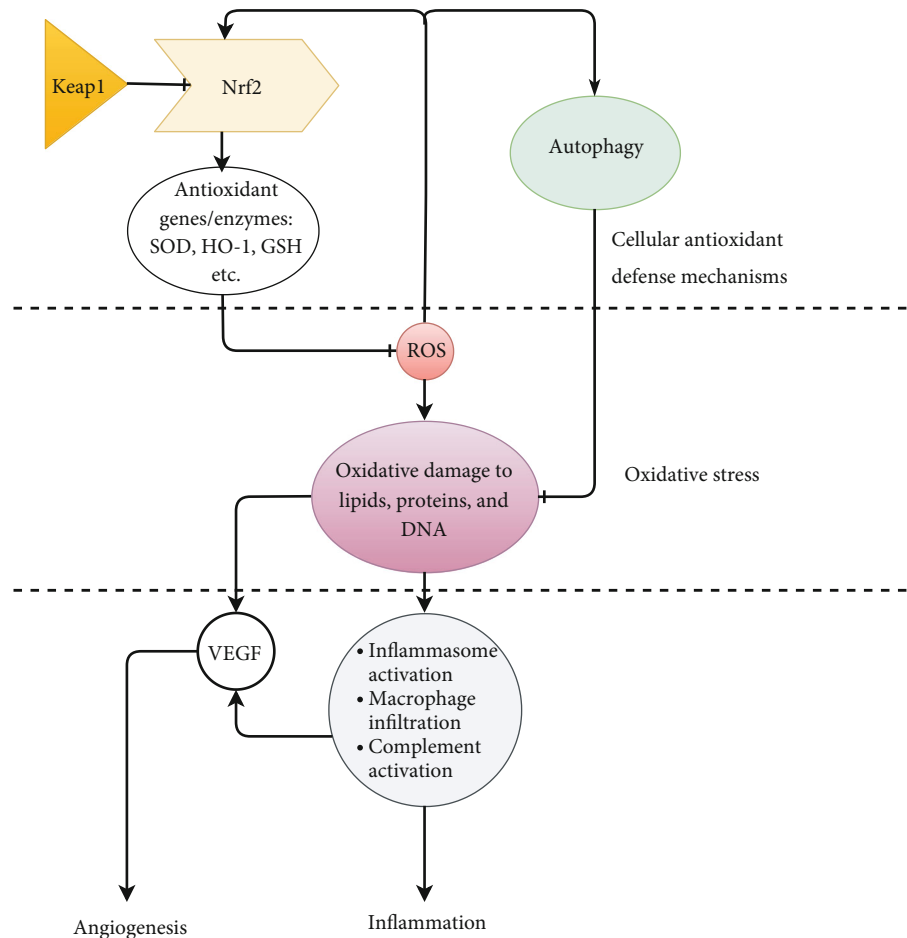 Keap1
Nrf2
Autophagy
Antioxidant
genes/enzymes:
SOD, HO-1, GSH
etc.
Cellular antioxidant
defense mechanisms
ROS
Oxidative damage to
lipids, proteins, and
DNA
Oxidative stress
VEGF
• Inflammasome
activation
• Macrophage
infiltration
• Complement
activation
Angiogenesis
Inflammation